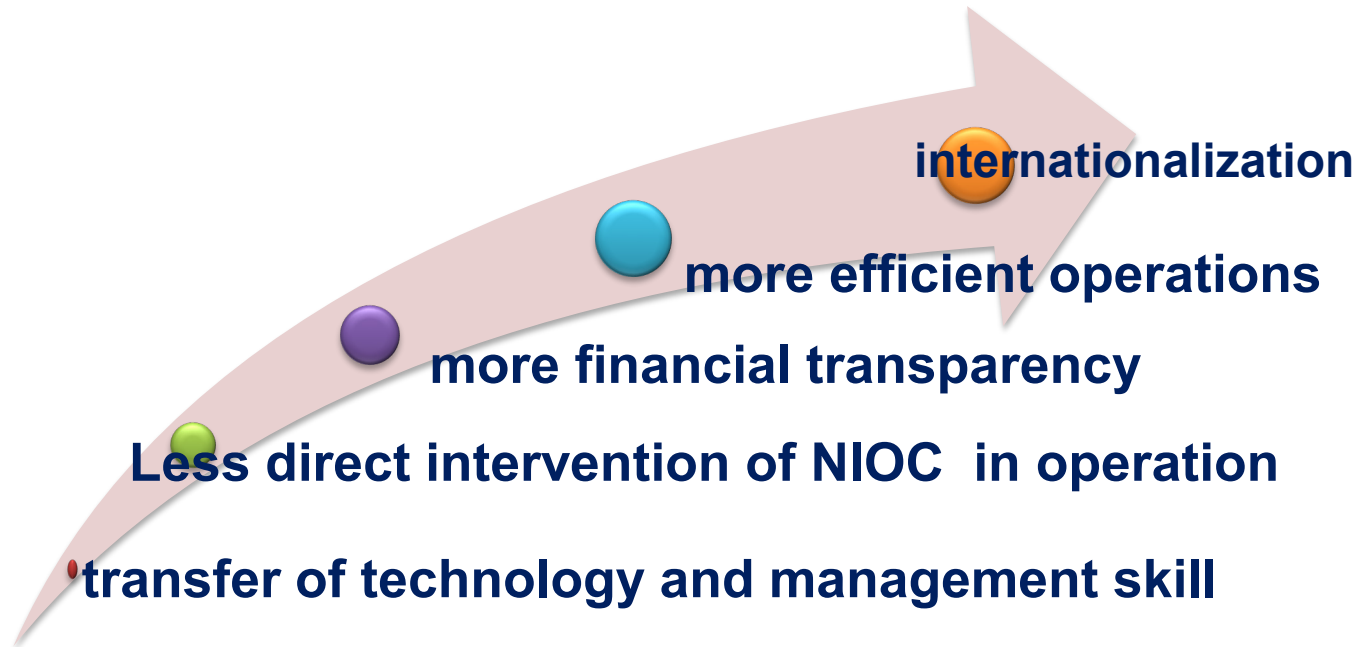 internationalization
more efficient operations
more financial transparency
Less direct intervention of NIOC in operation
transfer of technology and management skill